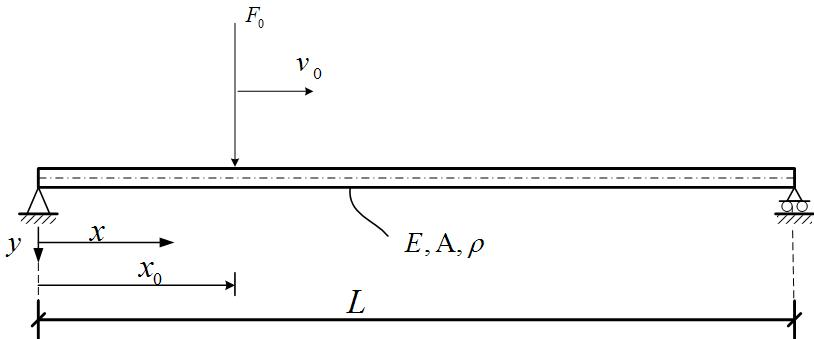 F₀
v₀
E, A, ρ
y
x
x₀
L